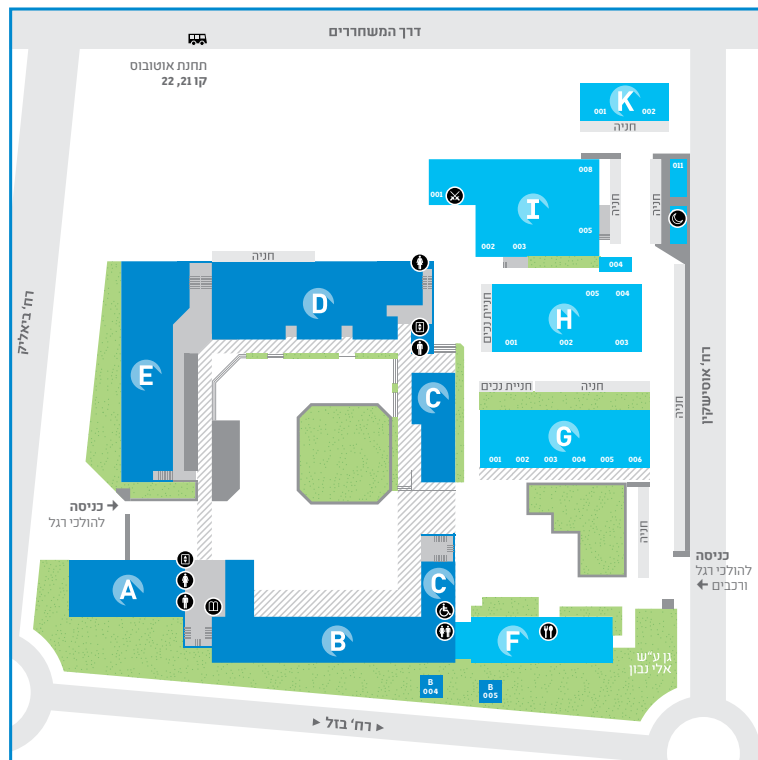 דרך המשחררים
תחנת אוטובוס
קו 21, 22
K
001
002
חניה
008
011
I
001
חניה
חניה
005
002
003
004
חניה
רח' ביאליק
D
E
חניית נכים
005
004
H
001
002
003
רח' אוסישקין
חניה
C
חניית נכים
חניה
G
001
002
003
004
005
006
חניה
כניסה
להולכי רגל
כניסה
להולכי רגל
ורכבים
A
C
B
F
גן ע"ש
אלי נבון
B
004
B
005
רח' בזל